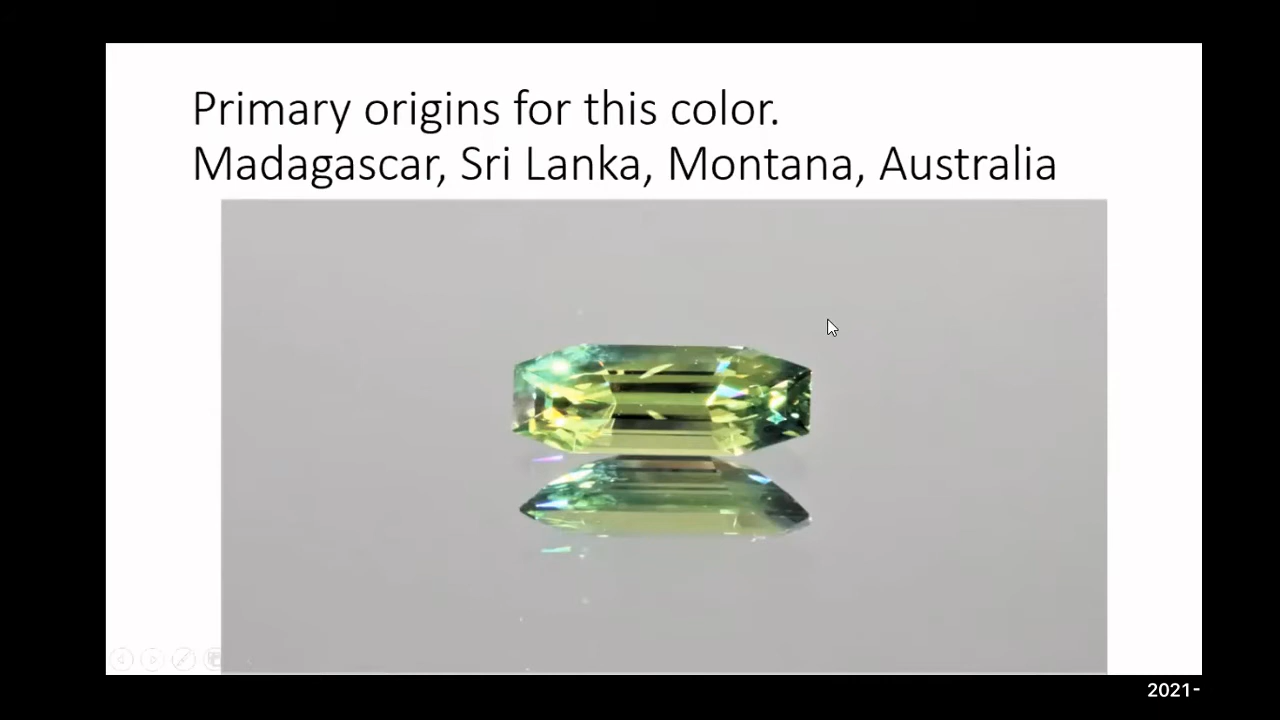 Primary origins for this color.
Madagascar, Sri Lanka, Montana, Australia
2021-